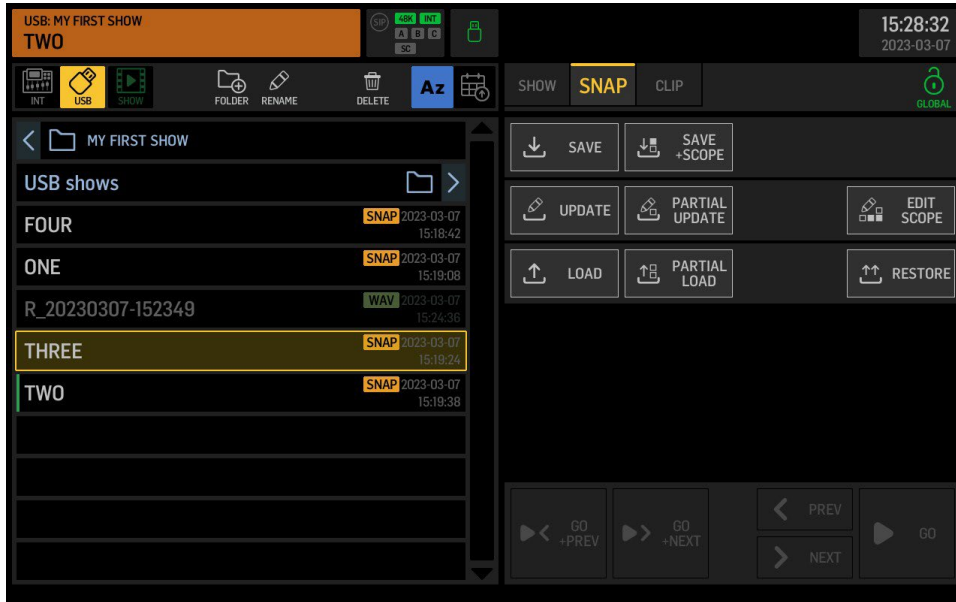 USB: MY FIRST SHOW
TWO
SIP
48K INT
A B C
SC
15:28:32
2023-03-07
INT
USB
SHOW
FOLDER
RENAME
DELETE
Az
SHOW
SNAP
CLIP
GLOBAL
MY FIRST SHOW
USB shows
FOUR
SNAP 2023-03-07
15:18:42
ONE
SNAP 2023-03-07
15:19:08
R_20230307-152349
WAV 2023-03-07
15:24:36
THREE
SNAP 2023-03-07
15:19:24
TWO
SNAP 2023-03-07
15:19:38
SAVE
SAVE
+SCOPE
UPDATE
PARTIAL
UPDATE
EDIT
SCOPE
LOAD
PARTIAL
LOAD
RESTORE
GO
+PREV
GO
+NEXT
PREV
NEXT
GO